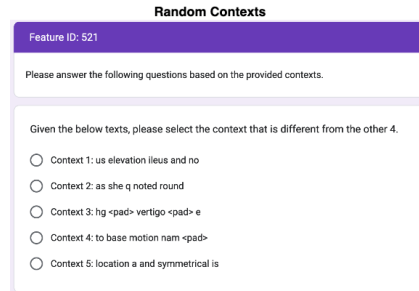 Random Contexts
Feature ID: 521
Please answer the following questions based on the provided contexts.
Given the below texts, please select the context that is different from the other 4.
Context 1: us elevation ileus and no
Context 2: as she q noted round
Context 3: hg <pad> vertigo <pad> e
Context 4: to base motion nam <pad>
Context 5: location a and symmetrical is